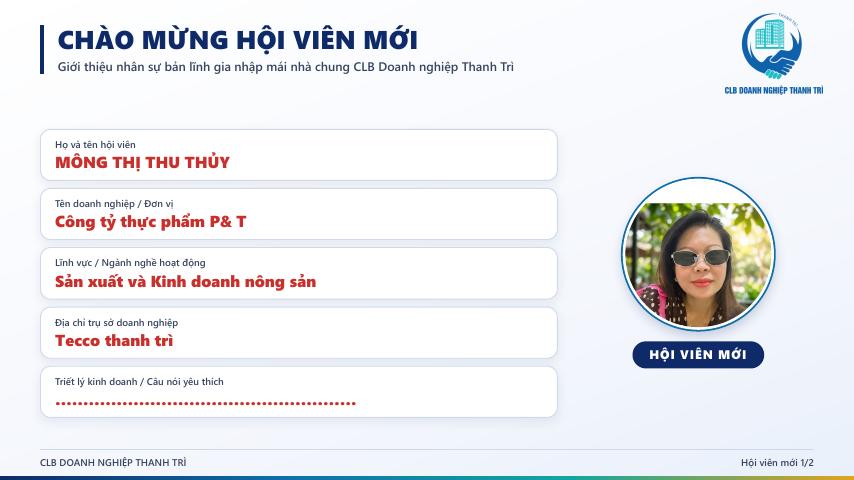 CHÀO MỪNG HỘI VIÊN MỚI
Giới thiệu nhân sự bản lĩnh gia nhập mái nhà chung CLB Doanh nghiệp Thanh Trì
THANH TRÌ
CLB DOANH NGHIỆP THANH TRÌ
Họ và tên hội viên
MÔNG THỊ THU THỦY
Tên doanh nghiệp / Đơn vị
Công tỷ thực phẩm P& T
Lĩnh vực / Ngành nghề hoạt động
Sản xuất và Kinh doanh nông sản
Địa chỉ trụ sở doanh nghiệp
Tecco thanh trì
Triết lý kinh doanh / Câu nói yêu thích
......................................................
HỘI VIÊN MỚI
CLB DOANH NGHIỆP THANH TRÌ
Hội viên mới 1/2